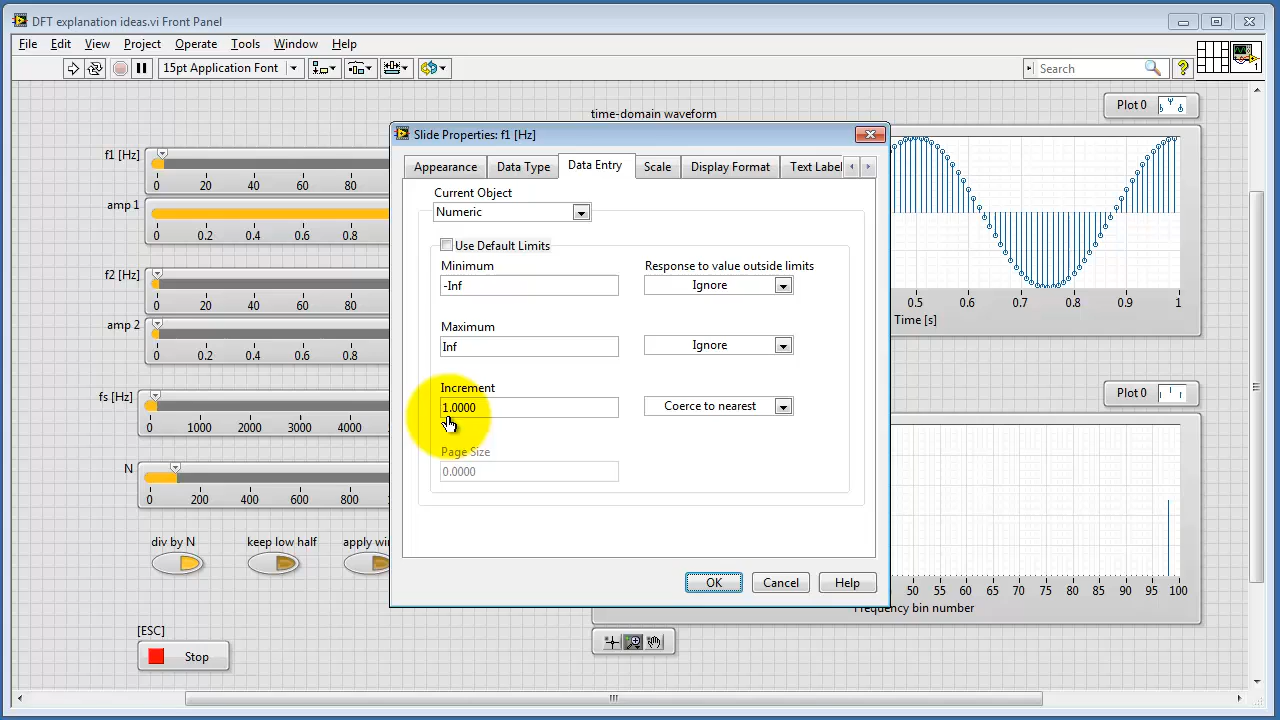 DFT explanation ideas.vi Front Panel
File Edit View Project Operate Tools Window Help
15pt Application Font
Search
?
1
Plot 0
time-domain waveform
Slide Properties: f1 [Hz]
Appearance Data Type Data Entry Scale Display Format Text Label
Current Object
Numeric
Use Default Limits
Minimum
-Inf
Response to value outside limits
Ignore
Maximum
Inf
Ignore
Increment
1.0000
Coerce to nearest
Page Size
0.0000
OK Cancel Help
f1 [Hz]
0 20 40 60 80
amp 1
0 0.2 0.4 0.6 0.8
f2 [Hz]
0 20 40 60 80
amp 2
0 0.2 0.4 0.6 0.8
fs [Hz]
0 1000 2000 3000 4000
N
0 200 400 600 800
div by N keep low half apply wi
[ESC]
Stop
0.5 0.6 0.7 0.8 0.9 1
Time [s]
Plot 0
50 55 60 65 70 75 80 85 90 95 100
Frequency bin number